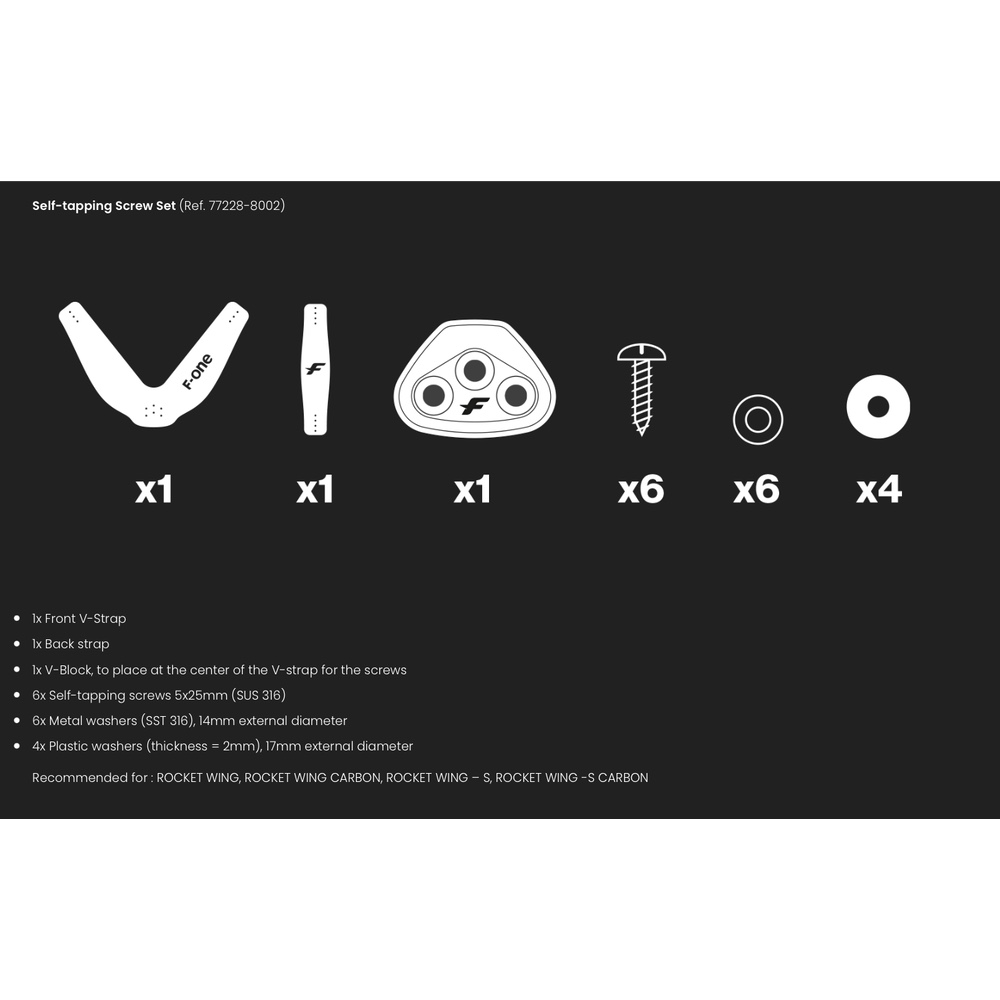 Self-tapping Screw Set (Ref. 77228-8002)
F-ONE
F
F
x1
x1
x1
x6
x6
x4
1x Front V-Strap
1x Back strap
1x V-Block, to place at the center of the V-strap for the screws
6x Self-tapping screws 5x25mm (SUS 316)
6x Metal washers (SST 316), 14mm external diameter
4x Plastic washers (thickness = 2mm), 17mm external diameter
Recommended for : ROCKET WING, ROCKET WING CARBON, ROCKET WING – S, ROCKET WING -S CARBON